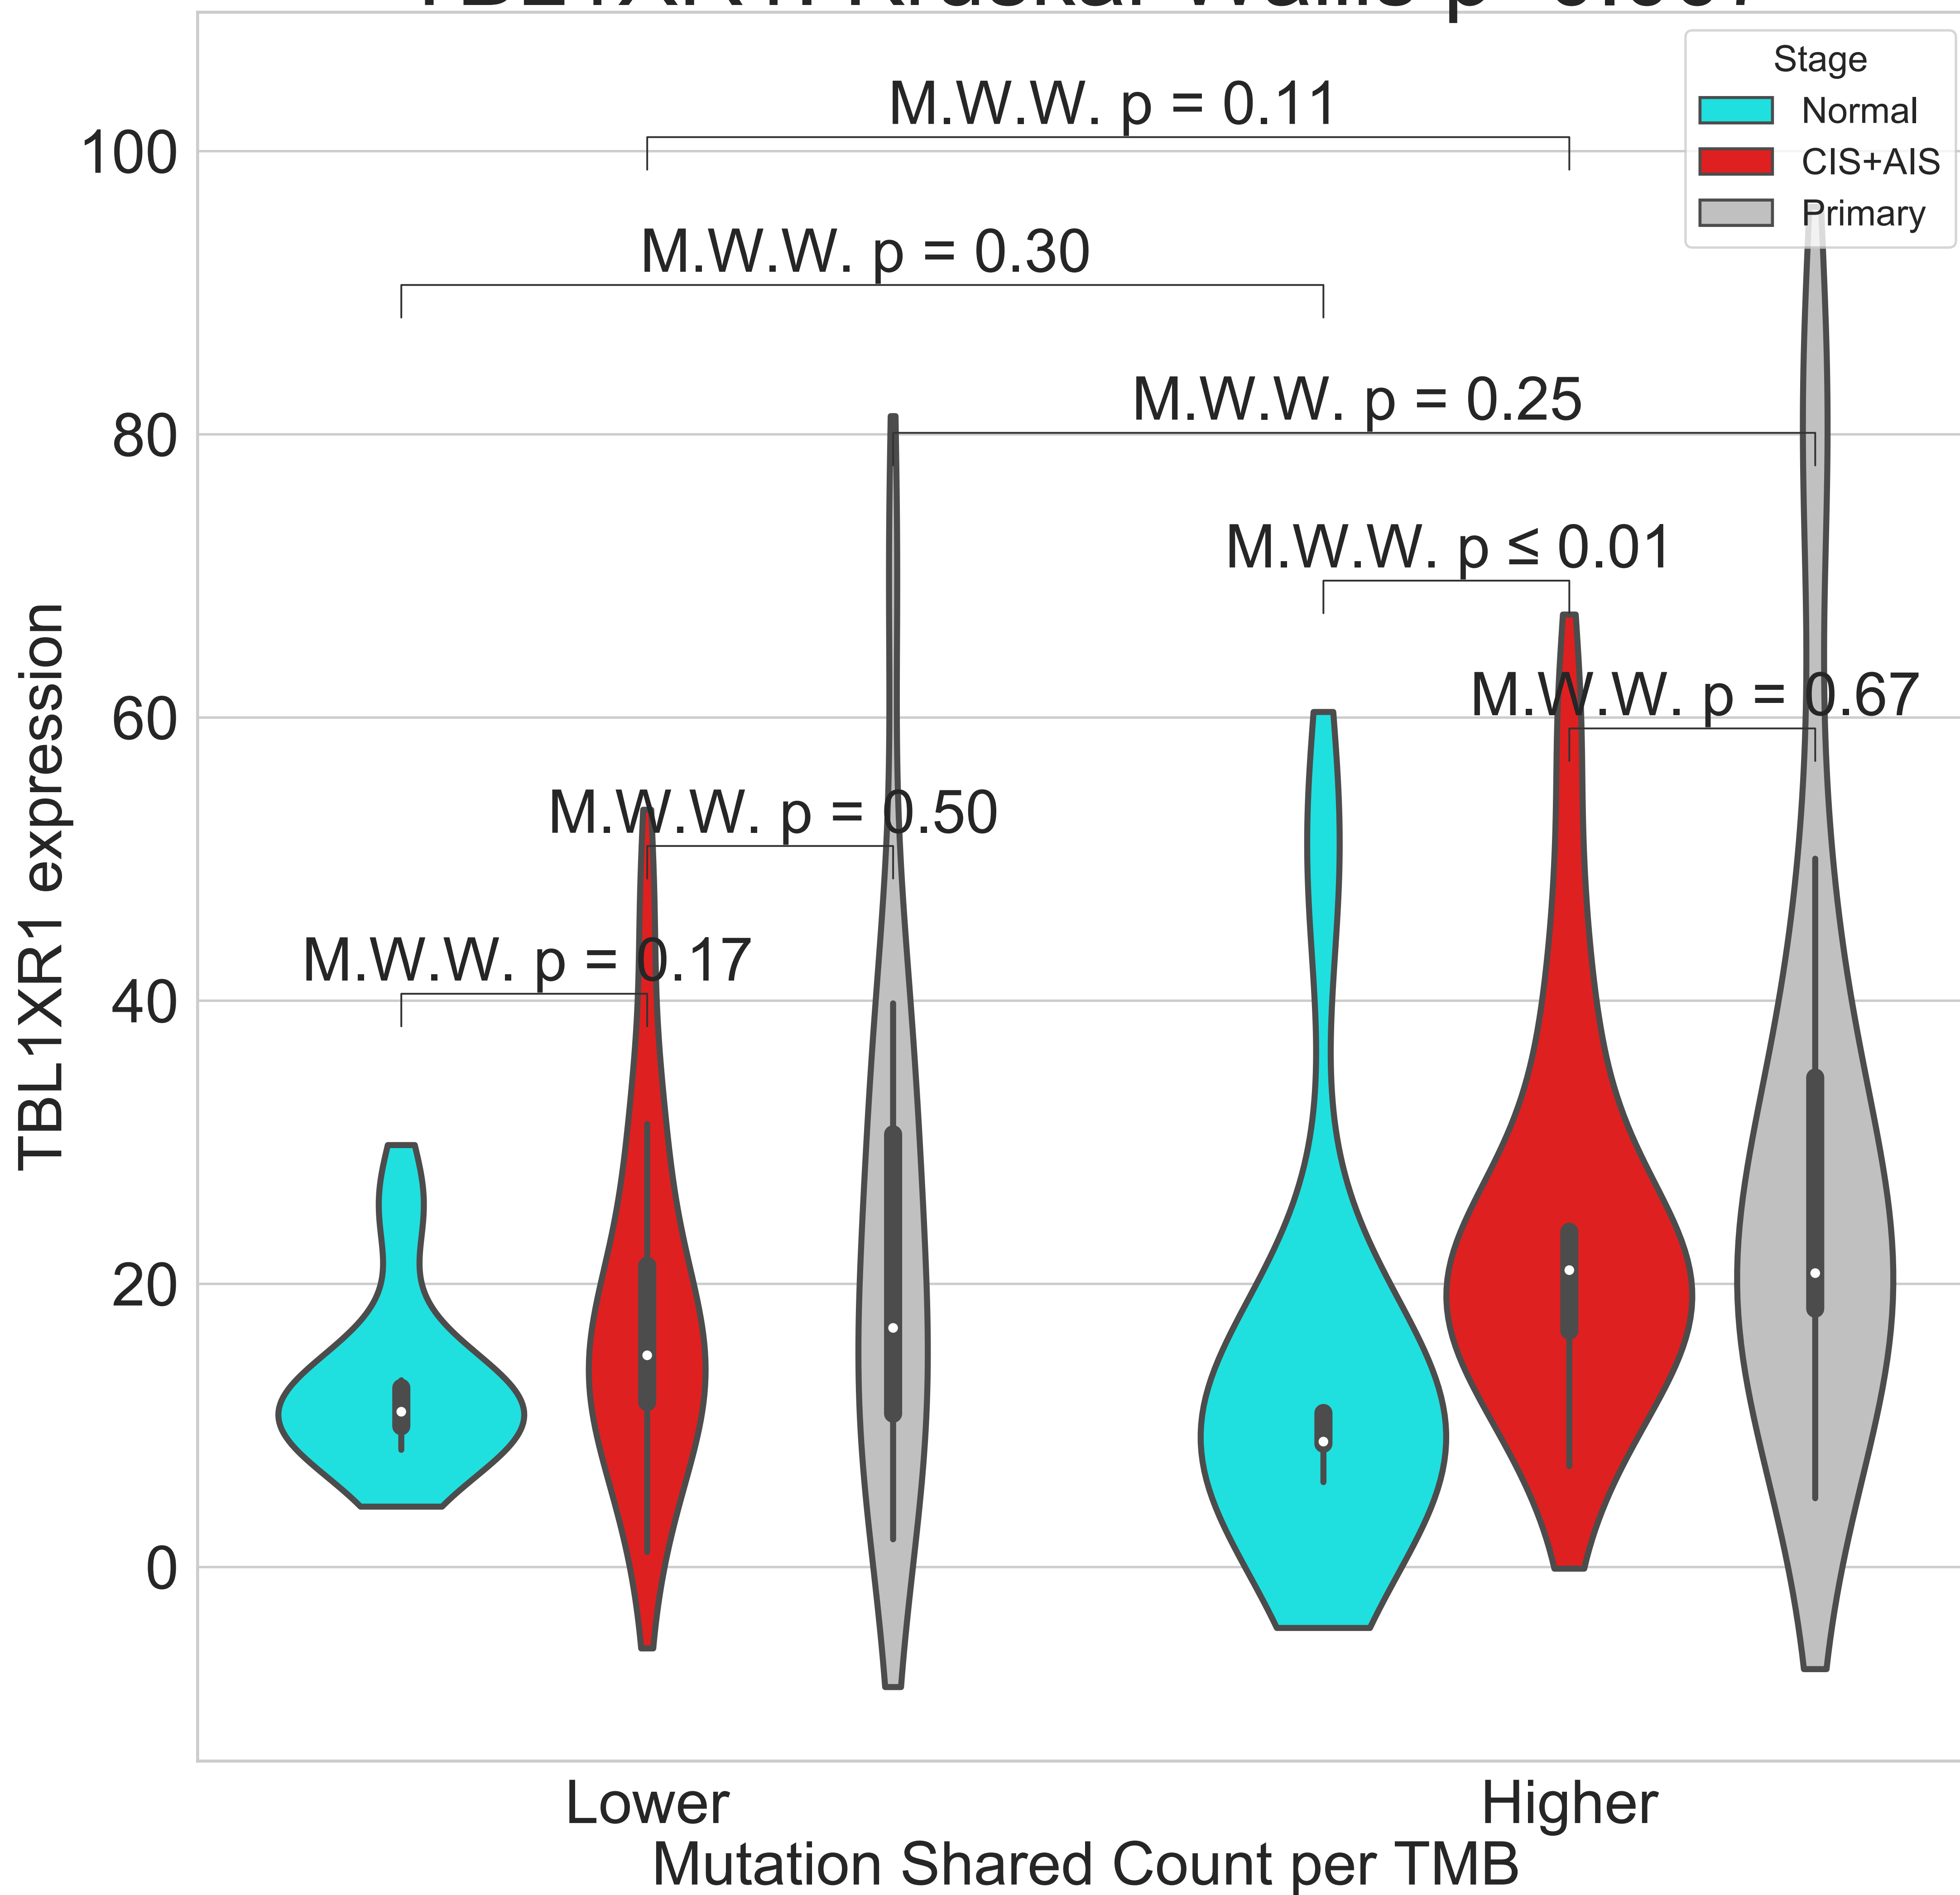 Stage
Normal
CIS+AIS
Primary
M.W.W. p = 0.11
M.W.W. p = 0.30
M.W.W. p = 0.25
M.W.W. p ≤ 0.01
M.W.W. p = 0.67
M.W.W. p = 0.50
M.W.W. p = 0.17
100
80
60
40
20
0
TBL1XR1 expression
Lower
Higher
Mutation Shared Count per TMB